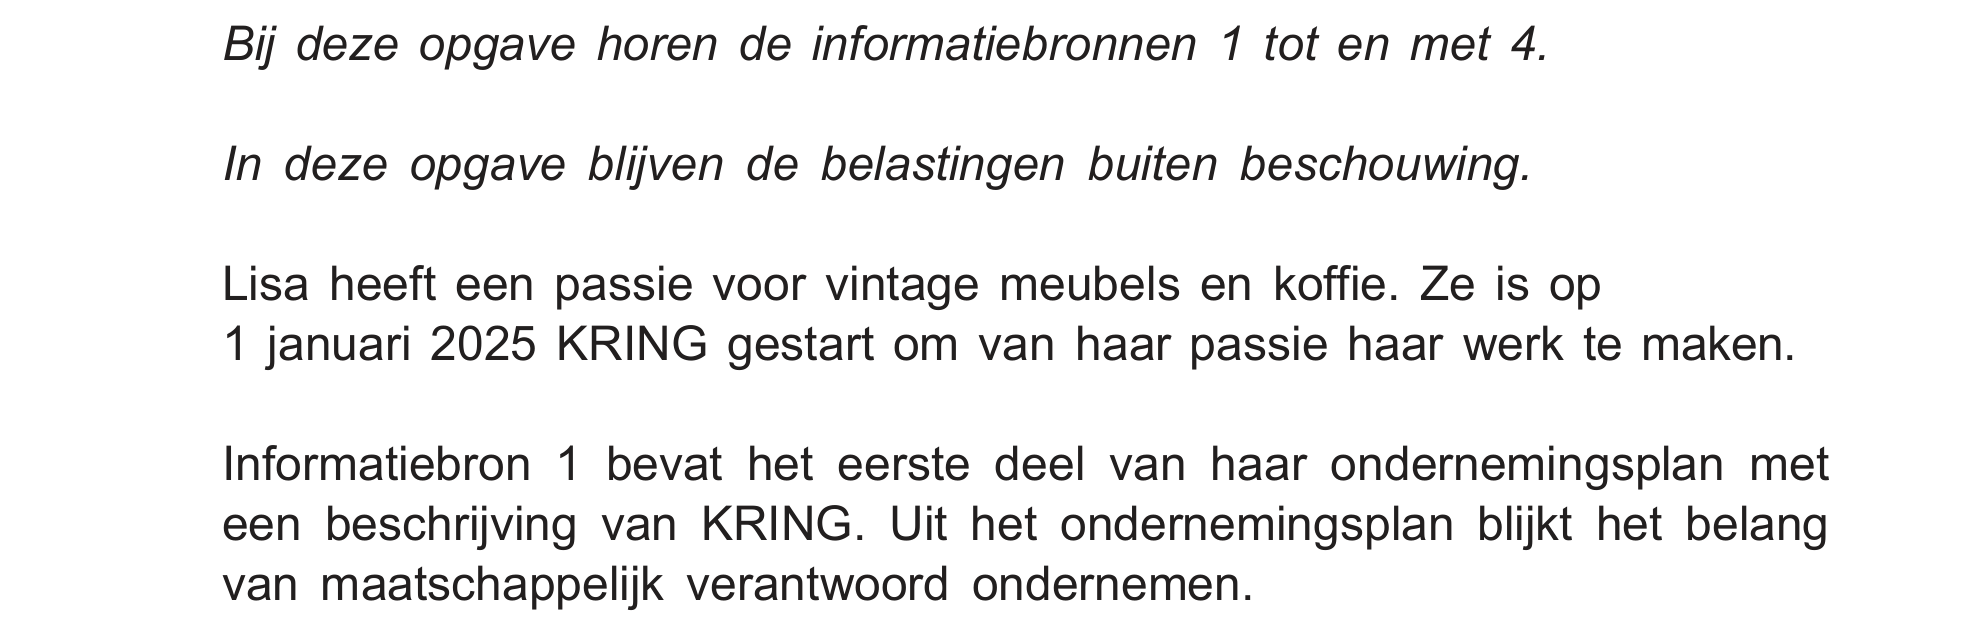 Bij deze opgave horen de informatiebronnen 1 tot en met 4.
In deze opgave blijven de belastingen buiten beschouwing.
Lisa heeft een passie voor vintage meubels en koffie. Ze is op
1 januari 2025 KRING gestart om van haar passie haar werk te maken.
Informatiebron 1 bevat het eerste deel van haar ondernemingsplan met
een beschrijving van KRING. Uit het ondernemingsplan blijkt het belang
van maatschappelijk verantwoord ondernemen.